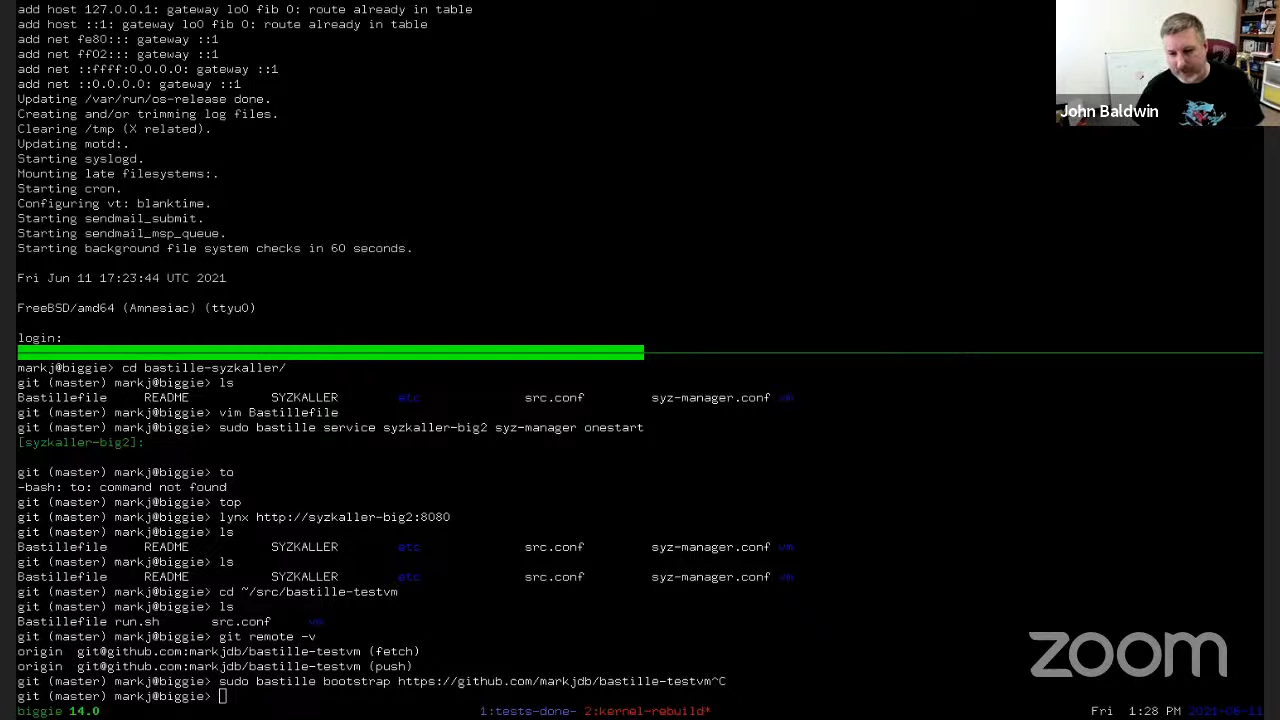 add host 127.0.0.1: gateway lo0 fib 0: route already in table
add host ::1: gateway lo0 fib 0: route already in table
add net fe80::: gateway ::1
add net ff02::: gateway ::1
add net ::ffff:0.0.0.0: gateway ::1
add net ::0.0.0.0: gateway ::1
Updating /var/run/os-release done.
Creating and/or trimming log files.
Clearing /tmp (X related).
Updating motd:.
Starting syslogd.
Mounting late filesystems:.
Starting cron.
Configuring vt: blanktime.
Starting sendmail_submit.
Starting sendmail_msp_queue.
Starting background file system checks in 60 seconds.
Fri Jun 11 17:23:44 UTC 2021
FreeBSD/amd64 (Amnesiac) (ttyu0)
login:
John Baldwin
markj@biggie> cd bastille-syzkaller/
git (master) markj@biggie> ls
Bastillefile README SYZKALLER etc src.conf syz-manager.conf vm
git (master) markj@biggie> vim Bastillefile
git (master) markj@biggie> sudo bastille service syzkaller-big2 syz-manager onestart
[syzkaller-big2]:
git (master) markj@biggie> to
-bash: to: command not found
git (master) markj@biggie> top
git (master) markj@biggie> lynx http://syzkaller-big2:8080
git (master) markj@biggie> ls
Bastillefile README SYZKALLER etc src.conf syz-manager.conf vm
git (master) markj@biggie> ls
Bastillefile README SYZKALLER etc src.conf syz-manager.conf vm
git (master) markj@biggie> cd ~/src/bastille-testvm
git (master) markj@biggie> ls
Bastillefile run.sh src.conf vm
git (master) markj@biggie> git remote -v
origin git@github.com:markjdb/bastille-testvm (fetch)
origin git@github.com:markjdb/bastille-testvm (push)
git (master) markj@biggie> sudo bastille bootstrap https://github.com/markjdb/bastille-testvm^C
git (master) markj@biggie>
zoom
biggie 14.0 1:tests-done- 2:kernel-rebuild* Fri 1:28 PM 2021-06-11